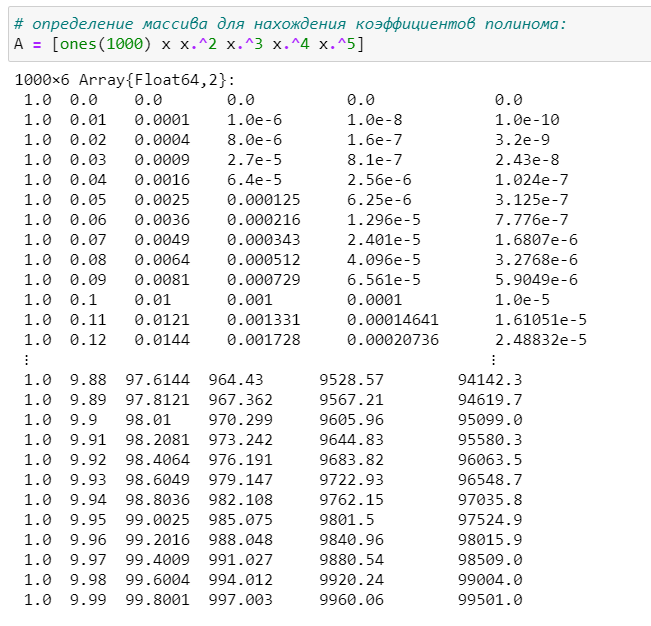 # определение массива для нахождения коэффициентов полинома:
A = [ones(1000) x x.^2 x.^3 x.^4 x.^5]
1000×6 Array{Float64,2}:
1.0 0.0 0.0 0.0 0.0 0.0
1.0 0.01 0.0001 1.0e-6 1.0e-8 1.0e-10
1.0 0.02 0.0004 8.0e-6 1.6e-7 3.2e-9
1.0 0.03 0.0009 2.7e-5 8.1e-7 2.43e-8
1.0 0.04 0.0016 6.4e-5 2.56e-6 1.024e-7
1.0 0.05 0.0025 0.000125 6.25e-6 3.125e-7
1.0 0.06 0.0036 0.000216 1.296e-5 7.776e-7
1.0 0.07 0.0049 0.000343 2.401e-5 1.6807e-6
1.0 0.08 0.0064 0.000512 4.096e-5 3.2768e-6
1.0 0.09 0.0081 0.000729 6.561e-5 5.9049e-6
1.0 0.1 0.01 0.001 0.0001 1.0e-5
1.0 0.11 0.0121 0.001331 0.00014641 1.61051e-5
1.0 0.12 0.0144 0.001728 0.00020736 2.48832e-5
⋮ ⋮
1.0 9.88 97.6144 964.43 9528.57 94142.3
1.0 9.89 97.8121 967.362 9567.21 94619.7
1.0 9.9 98.01 970.299 9605.96 95099.0
1.0 9.91 98.2081 973.242 9644.83 95580.3
1.0 9.92 98.4064 976.191 9683.82 96063.5
1.0 9.93 98.6049 979.147 9722.93 96548.7
1.0 9.94 98.8036 982.108 9762.15 97035.8
1.0 9.95 99.0025 985.075 9801.5 97524.9
1.0 9.96 99.2016 988.048 9840.96 98015.9
1.0 9.97 99.4009 991.027 9880.54 98509.0
1.0 9.98 99.6004 994.012 9920.24 99004.0
1.0 9.99 99.8001 997.003 9960.06 99501.0